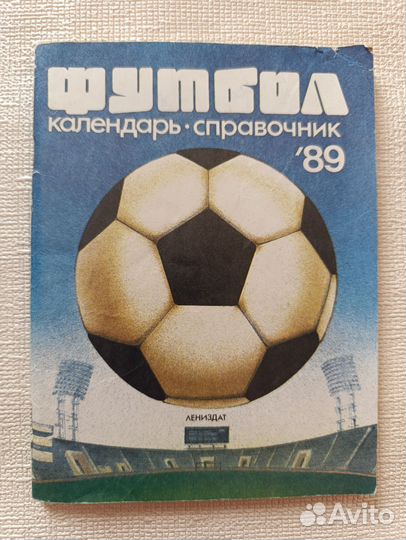 ФУТБОЛ
календарь·справочник
'89
ЛЕНИЗДАТ
Avito